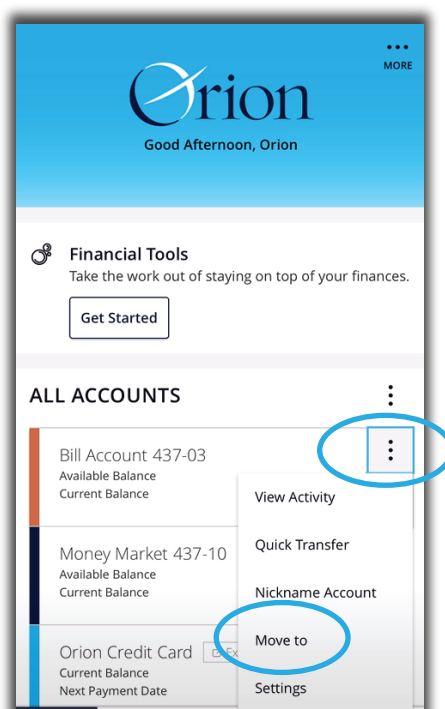 MORE
Orion
Good Afternoon, Orion
Financial Tools
Take the work out of staying on top of your finances.
Get Started
ALL ACCOUNTS
Bill Account 437-03
Available Balance
Current Balance
View Activity
Quick Transfer
Money Market 437-10
Available Balance
Current Balance
Nickname Account
Move to
Orion Credit Card
Current Balance
Next Payment Date
Settings